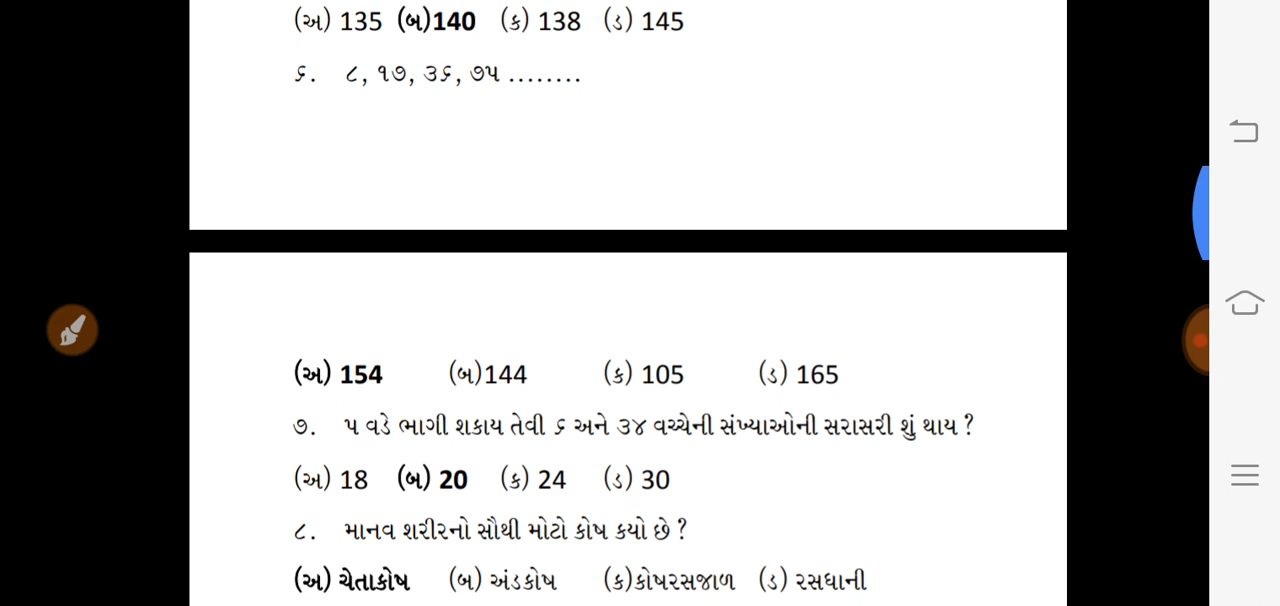 (અ) 135 (બ)140 (ક) 138 (ડ) 145
૬. ૮, ૧૭, ૩૬, ૭૫ ........
(અ) 154 (બ)144 (ક) 105 (ડ) 165
૭. ૫ વડે ભાગી શકાય તેવી ૬ અને ૩૪ વચ્ચેની સંખ્યાઓની સરાસરી શું થાય ?
(અ) 18 (બ) 20 (ક) 24 (ડ) 30
૮. માનવ શરીરનો સૌથી મોટો કોષ કયો છે ?
(અ) ચેતાકોષ (બ) અંડકોષ (ક)કોષરસજાળ (ડ) રસધાની